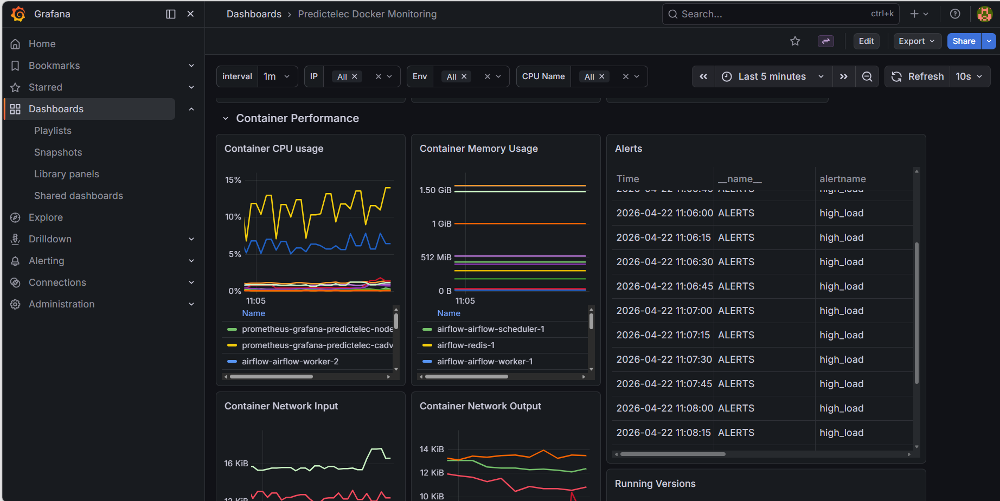 Grafana
Dashboards › Predictelec Docker Monitoring
Search... ctrl+k
Edit Export Share
Home
Bookmarks
Starred
Dashboards
Playlists
Snapshots
Library panels
Shared dashboards
Explore
Drilldown
Alerting
Connections
Administration
interval 1m IP All Env All CPU Name All Last 5 minutes Refresh 10s
Container Performance
Container CPU usage
15%
10%
5%
0%
11:05
Name
prometheus-grafana-predictelec-node
prometheus-grafana-predictelec-cadv
airflow-airflow-worker-2
Container Memory Usage
1.50 GiB
1 GiB
512 MiB
0 B
11:05
Name
airflow-airflow-scheduler-1
airflow-redis-1
airflow-airflow-worker-1
Alerts
Time __name__ alertname
2026-04-22 11:06:00 ALERTS high_load
2026-04-22 11:06:15 ALERTS high_load
2026-04-22 11:06:30 ALERTS high_load
2026-04-22 11:06:45 ALERTS high_load
2026-04-22 11:07:00 ALERTS high_load
2026-04-22 11:07:15 ALERTS high_load
2026-04-22 11:07:30 ALERTS high_load
2026-04-22 11:07:45 ALERTS high_load
2026-04-22 11:08:00 ALERTS high_load
2026-04-22 11:08:15 ALERTS high_load
Container Network Input
16 KiB
Container Network Output
14 KiB
12 KiB
10 KiB
Running Versions